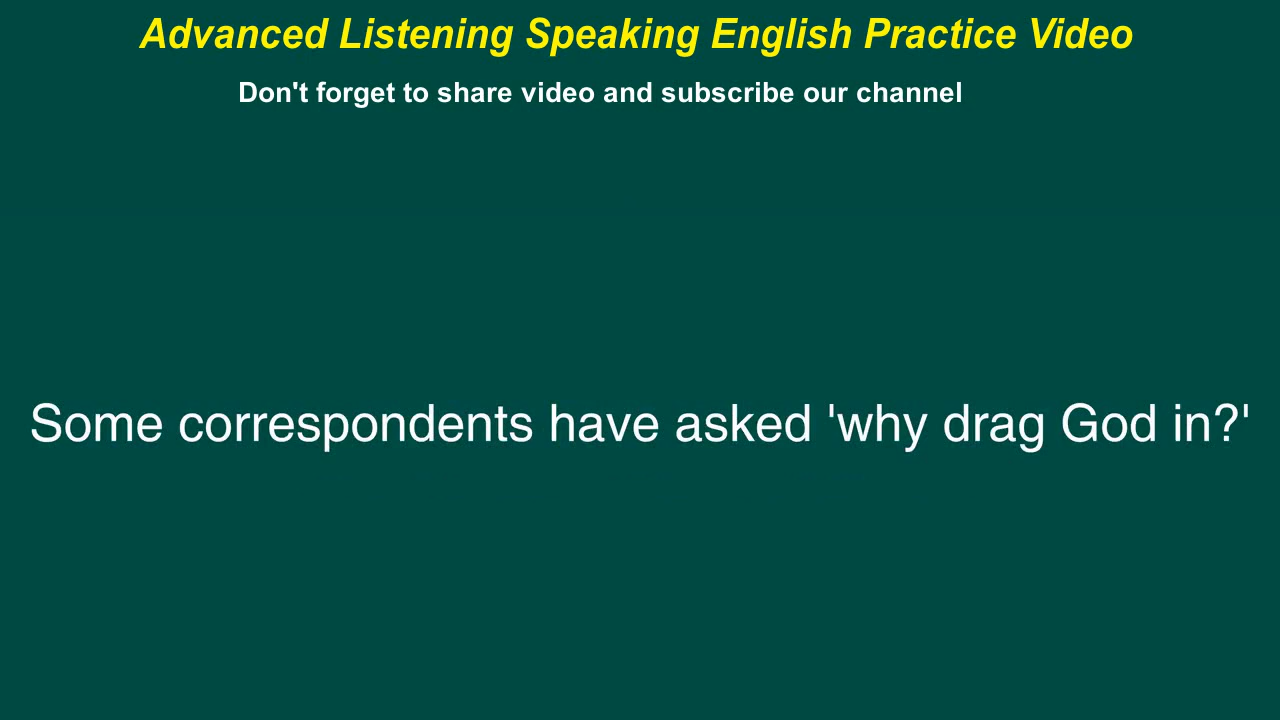 Advanced Listening Speaking English Practice Video
Don't forget to share video and subscribe our channel
Some correspondents have asked 'why drag God in?'